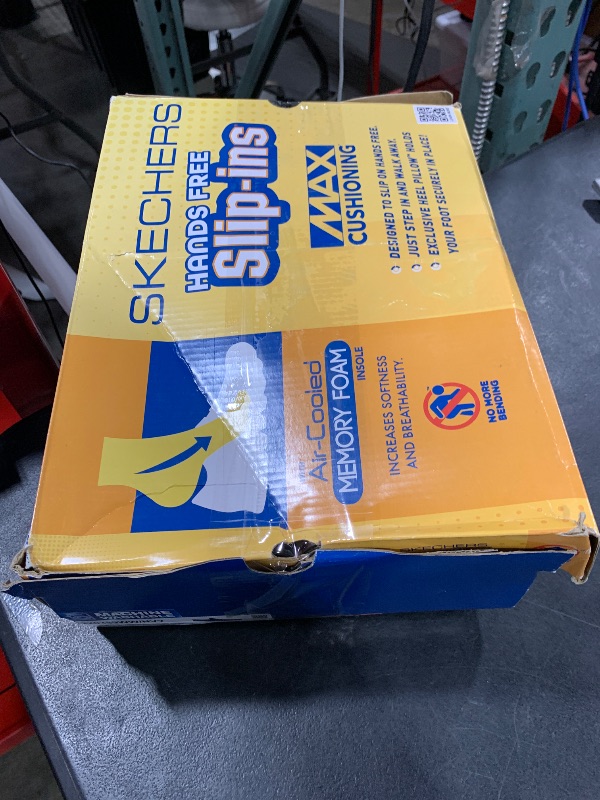 SKECHERS
HANDS FREE
Slip-ins
MAX
CUSHIONING
DESIGNED TO SLIP ON HANDS FREE.
JUST STEP IN AND WALK AWAY.
EXCLUSIVE HEEL PILLOW™ HOLDS
YOUR FOOT SECURELY IN PLACE!
Air-Cooled
MEMORY FOAM
INSOLE
INCREASES SOFTNESS
AND BREATHABILITY.
NO MORE
BENDING
SKECHERS
MACHINE